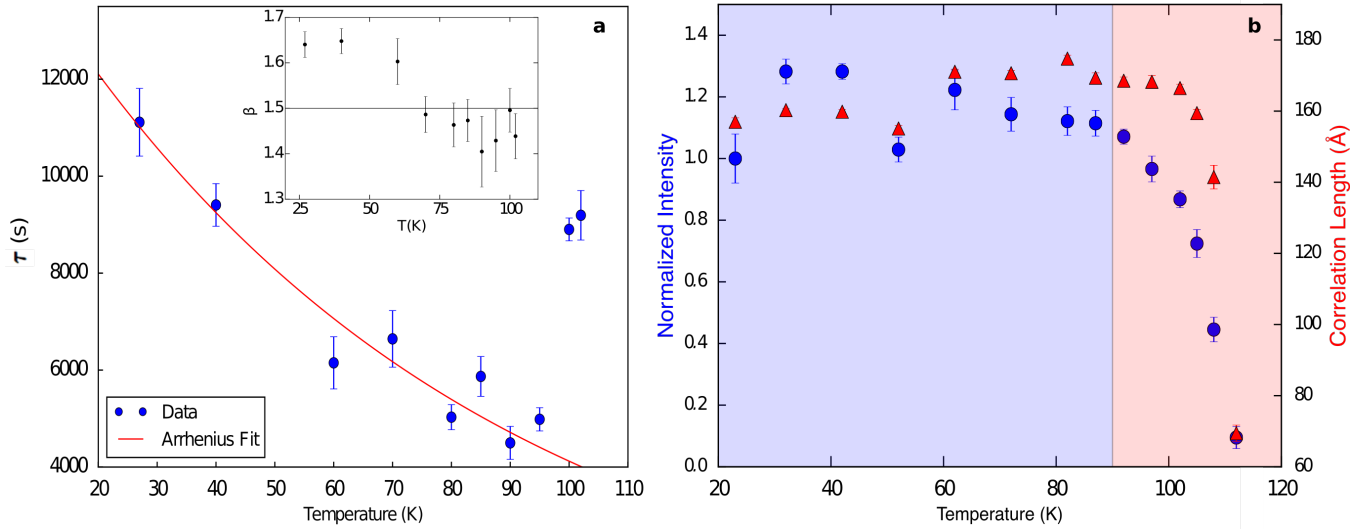 a
12000
10000
8000
6000
4000
τ (s)
20 30 40 50 60 70 80 90 100 110
Temperature (K)
Data
Arrhenius Fit
1.7
1.6
1.5
1.4
1.3
β
25 50 75 100
T(K)
b
1.4
1.2
1.0
0.8
0.6
0.4
0.2
0.0
Normalized Intensity
20 40 60 80 100 120
Temperature (K)
180
160
140
120
100
80
60
Correlation Length (Å)